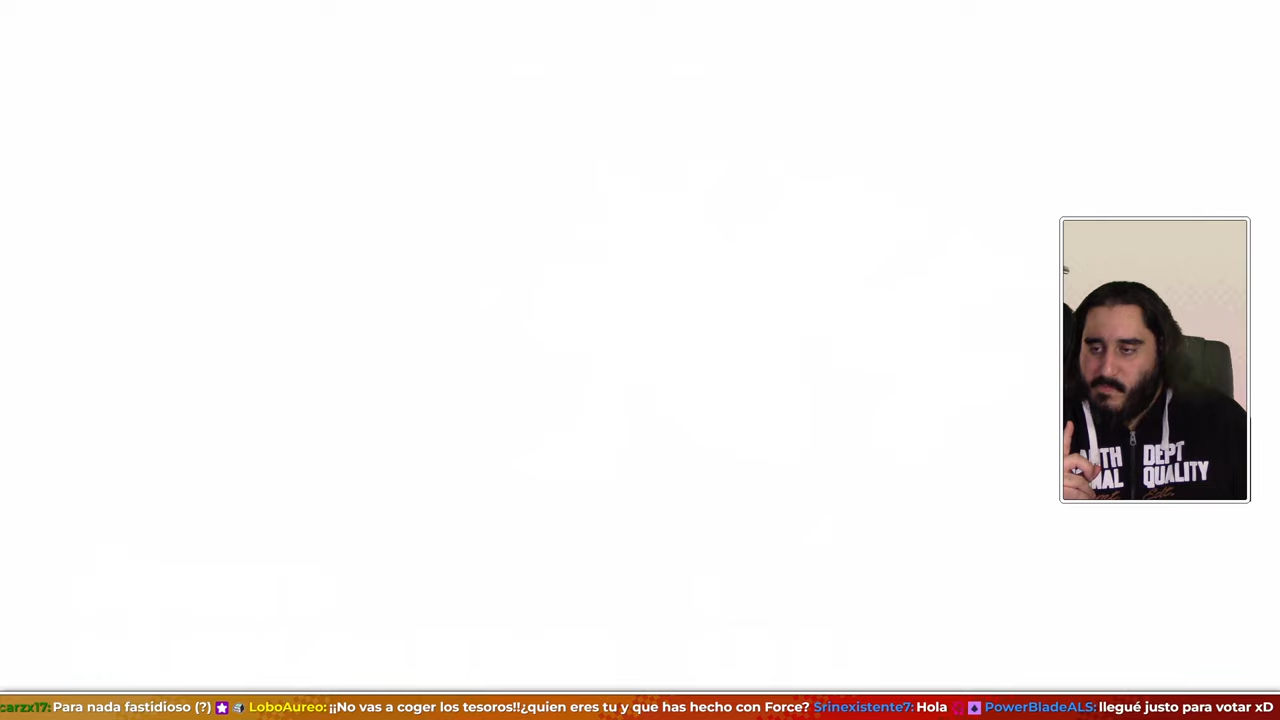 DEPT
QUALITY
carzx17: Para nada fastidioso (?) LoboAureo: ¡¡No vas a coger los tesoros!!¿quien eres tu y que has hecho con Force? Srinexistente7: Hola PowerBladeALS: llegué justo para votar xD